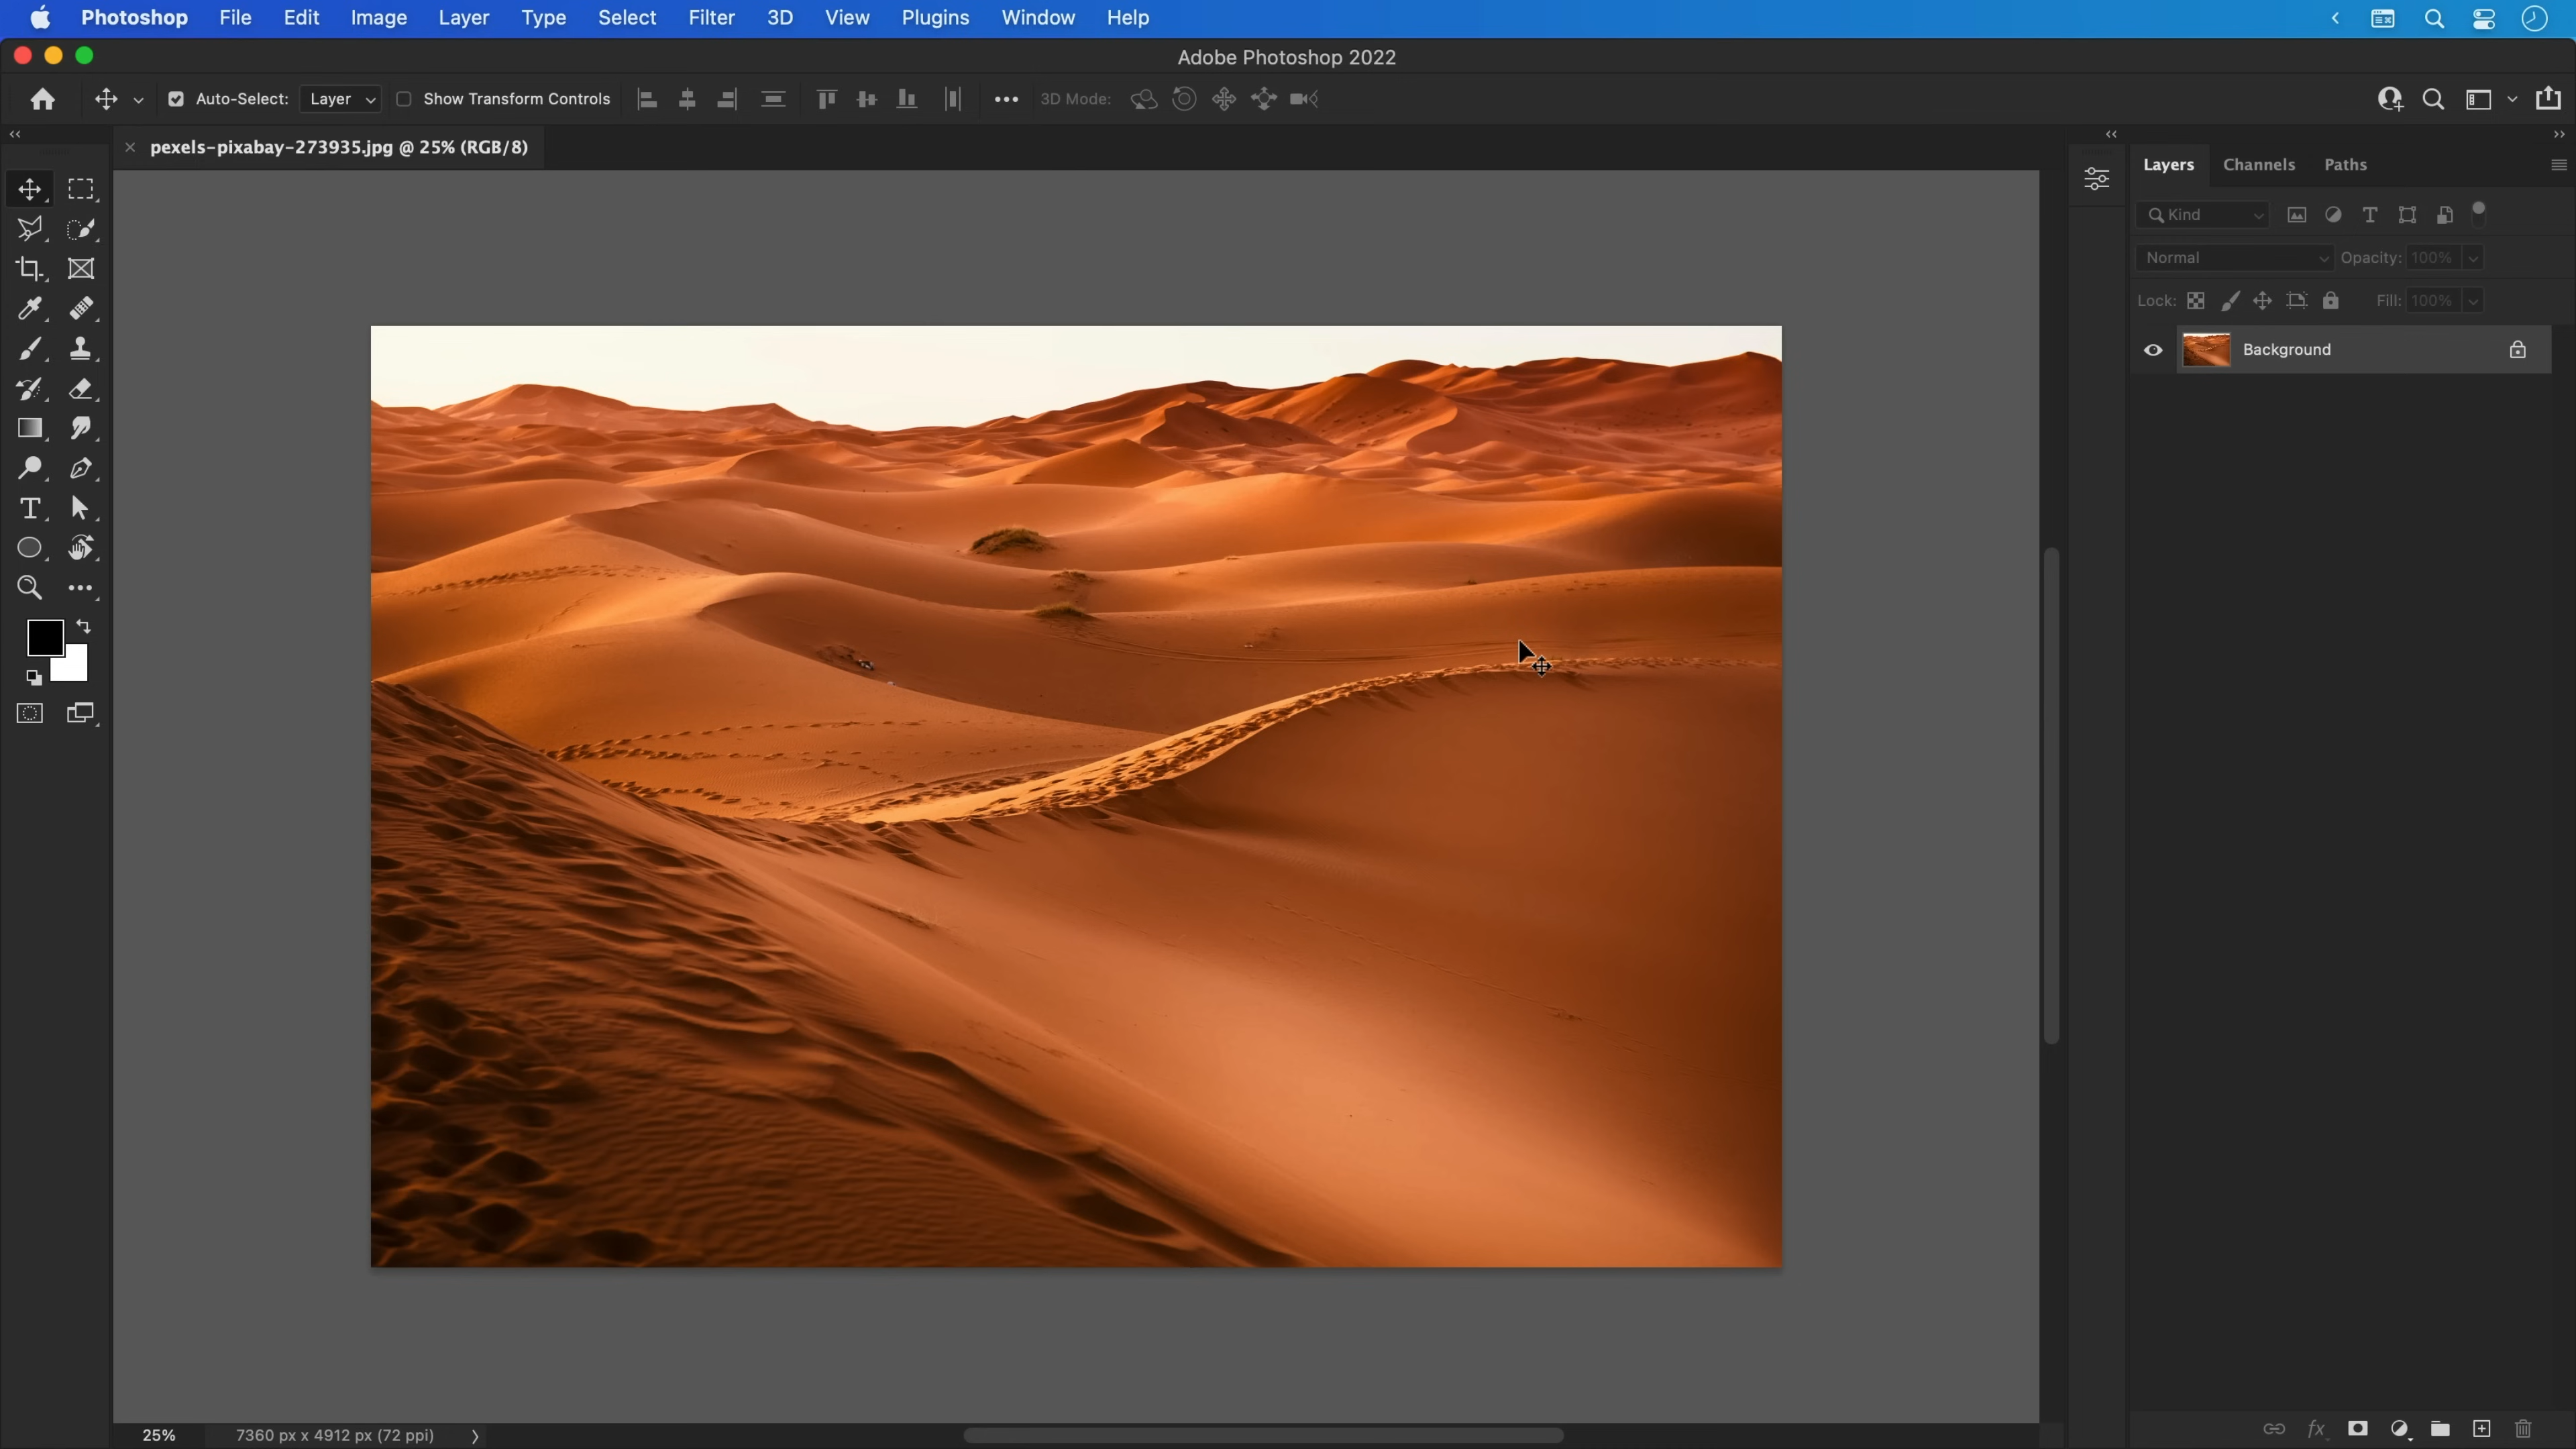 Photoshop File Edit Image Layer Type Select Filter 3D View Plugins Window Help
Adobe Photoshop 2022
Auto-Select: Layer Show Transform Controls 3D Mode:
pexels-pixabay-273935.jpg @ 25% (RGB/8)
Layers Channels Paths
Kind
Normal Opacity: 100%
Lock: Fill: 100%
Background
25% 7360 px x 4912 px (72 ppi)